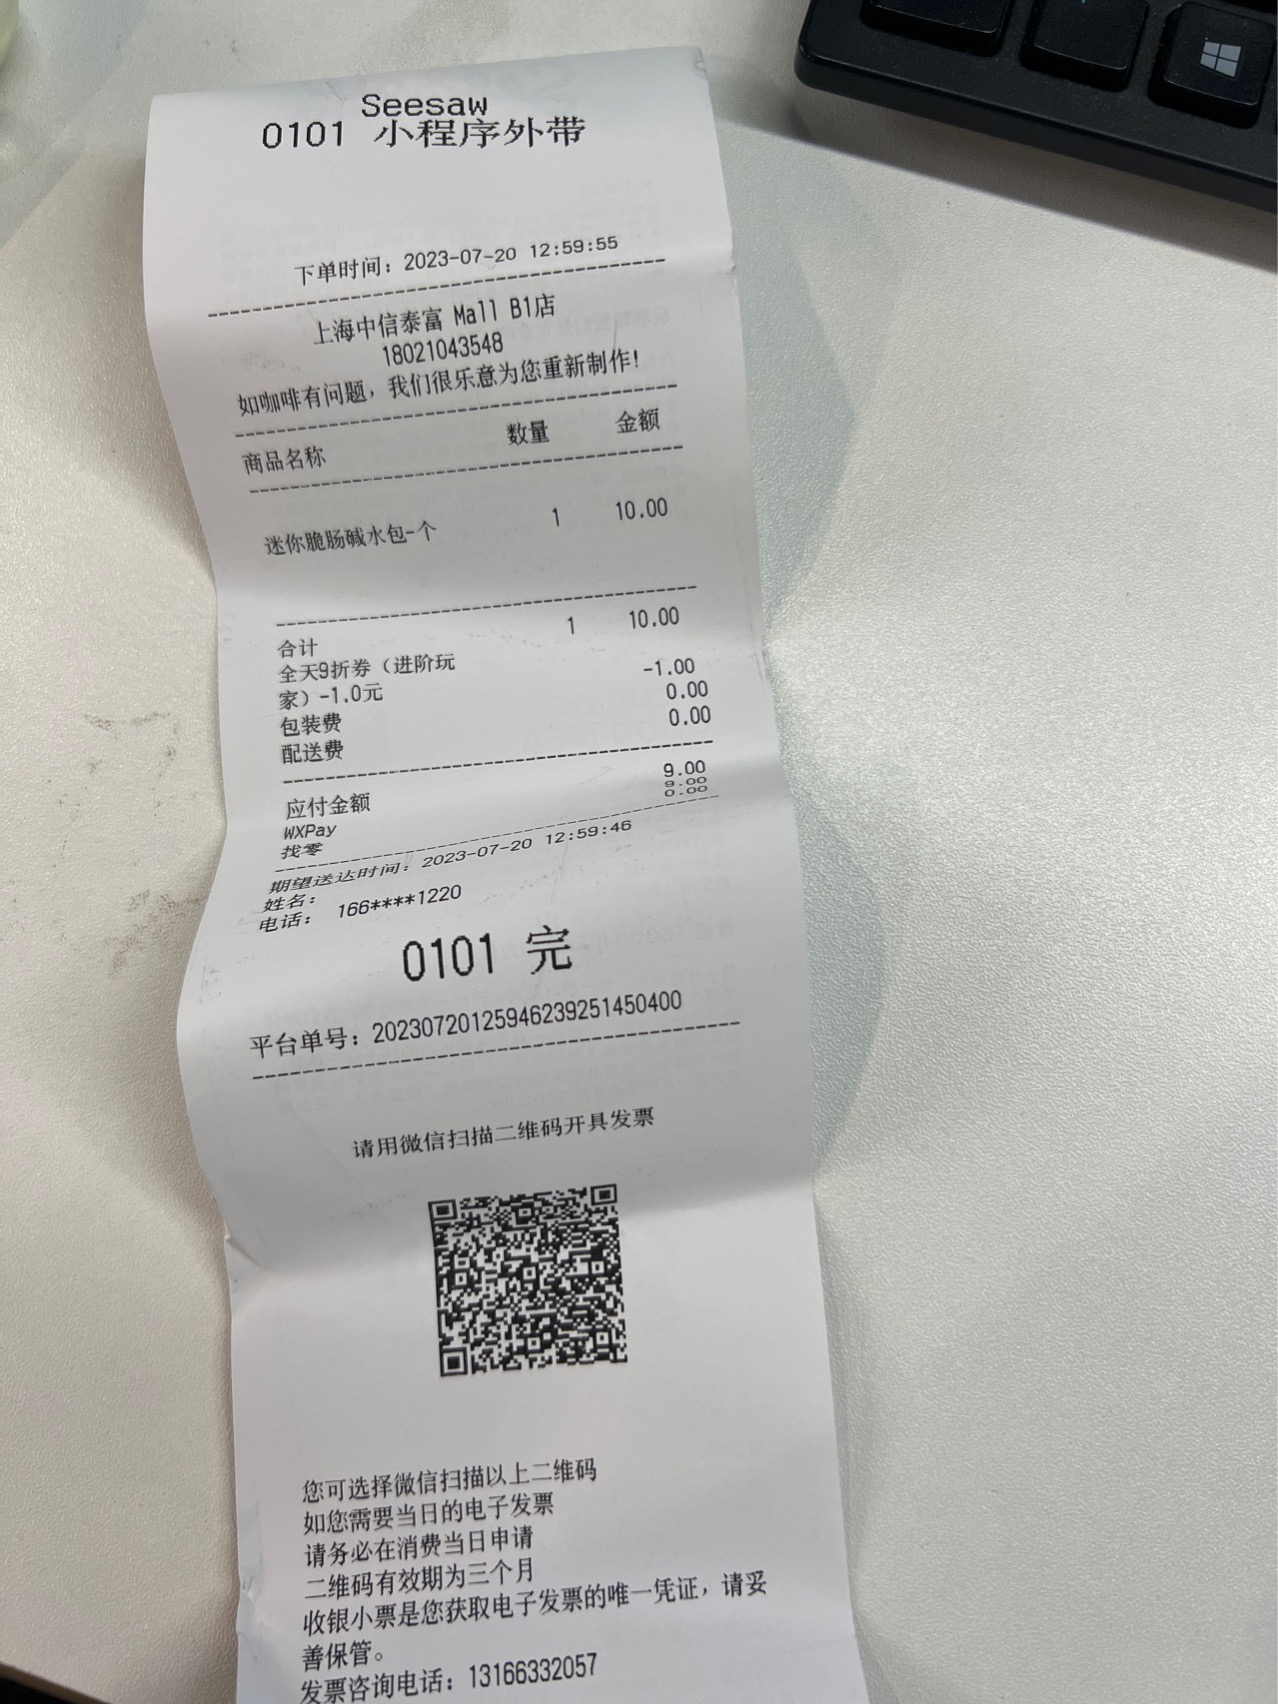 Seesaw
0101 小程序外带
下单时间：2023-07-20 12:59:55
上海中信泰富 Mall B1店
18021043548
如咖啡有问题，我们很乐意为您重新制作！
商品名称 数量 金额
迷你脆肠碱水包-个 1 10.00
合计 1 10.00
全天9折券（进阶玩
家）-1.0元 -1.00
包装费 0.00
配送费 0.00
应付金额 9.00
WXPay 9.00
找零 0.00
期望送达时间：2023-07-20 12:59:46
姓名：
电话： 166****1220
0101 完
平台单号：20230720125946239251450400
请用微信扫描二维码开具发票
您可选择微信扫描以上二维码
如您需要当日的电子发票
请务必在消费当日申请
二维码有效期为三个月
收银小票是您获取电子发票的唯一凭证，请妥
善保管。
发票咨询电话：13166332057